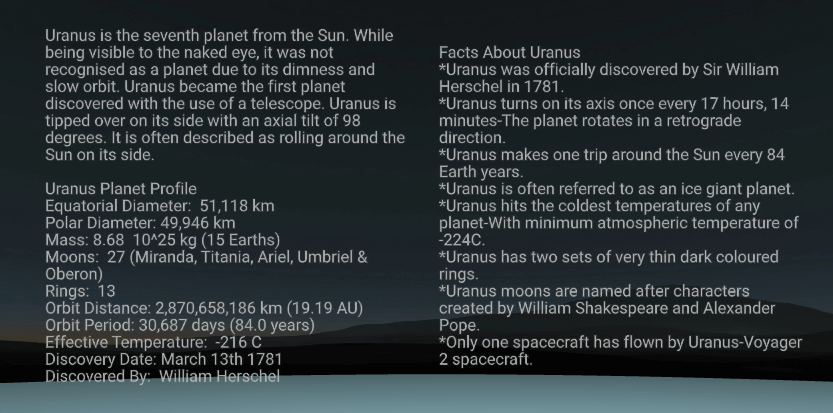 Uranus is the seventh planet from the Sun. While
being visible to the naked eye, it was not
recognised as a planet due to its dimness and
slow orbit. Uranus became the first planet
discovered with the use of a telescope. Uranus is
tipped over on its side with an axial tilt of 98
degrees. It is often described as rolling around the
Sun on its side.
Uranus Planet Profile
Equatorial Diameter:  51,118 km
Polar Diameter: 49,946 km
Mass: 8.68  10^25 kg (15 Earths)
Moons:  27 (Miranda, Titania, Ariel, Umbriel &
Oberon)
Rings:  13
Orbit Distance: 2,870,658,186 km (19.19 AU)
Orbit Period: 30,687 days (84.0 years)
Effective Temperature:  -216 C
Discovery Date: March 13th 1781
Discovered By:  William Herschel
Facts About Uranus
*Uranus was officially discovered by Sir William
Herschel in 1781.
*Uranus turns on its axis once every 17 hours, 14
minutes-The planet rotates in a retrograde
direction.
*Uranus makes one trip around the Sun every 84
Earth years.
*Uranus is often referred to as an ice giant planet.
*Uranus hits the coldest temperatures of any
planet-With minimum atmospheric temperature of
-224C.
*Uranus has two sets of very thin dark coloured
rings.
*Uranus moons are named after characters
created by William Shakespeare and Alexander
Pope.
*Only one spacecraft has flown by Uranus-Voyager
2 spacecraft.